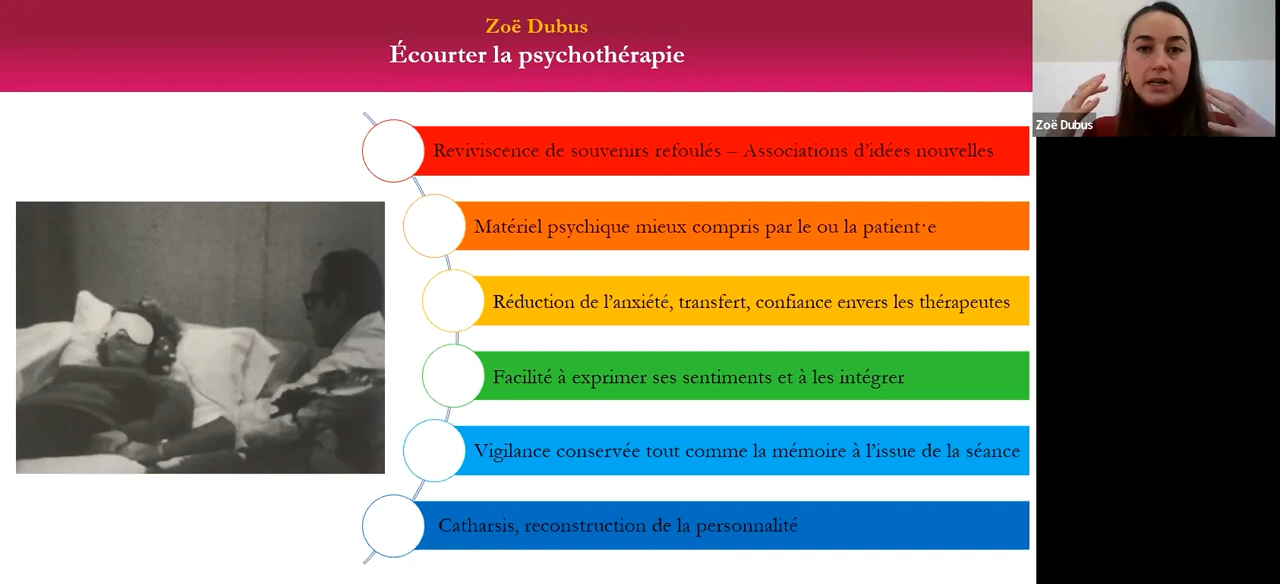 Zoë Dubus
Écourter la psychothérapie
Zoë Dubus
Reviviscence de souvenirs refoulés – Associations d'idées nouvelles
Matériel psychique mieux compris par le ou la patient·e
Réduction de l'anxiété, transfert, confiance envers les thérapeutes
Facilité à exprimer ses sentiments et à les intégrer
Vigilance conservée tout comme la mémoire à l'issue de la séance
Catharsis, reconstruction de la personnalité